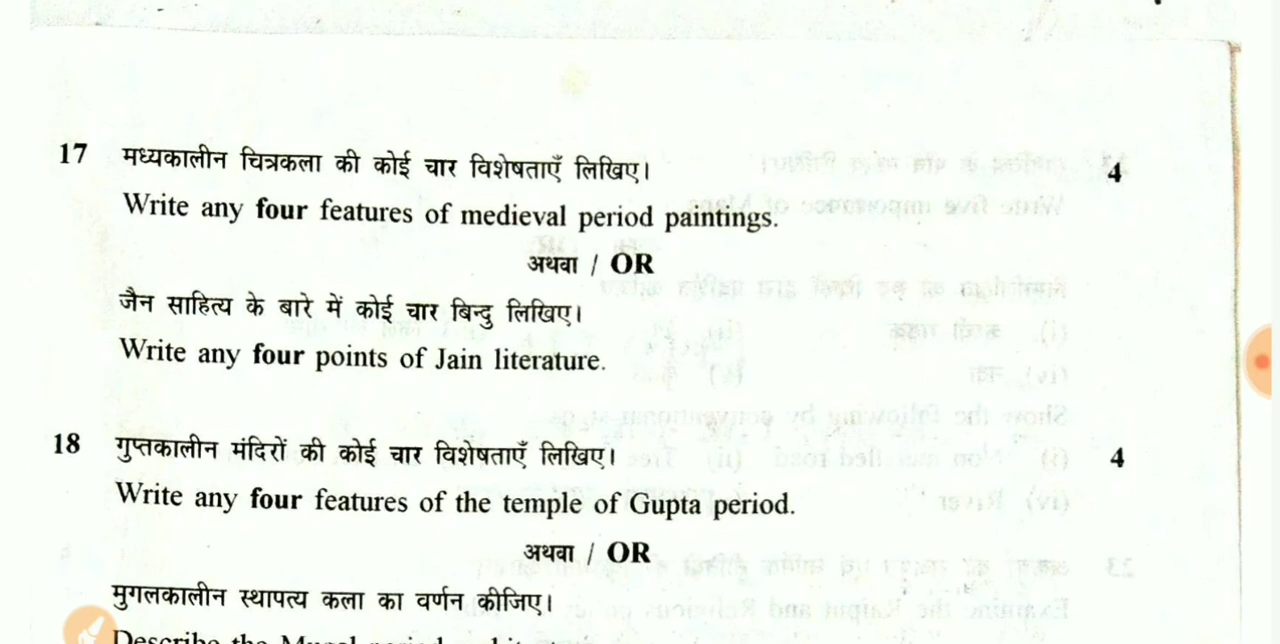 17 मध्यकालीन चित्रकला की कोई चार विशेषताएँ लिखिए। 4
Write any four features of medieval period paintings.
अथवा / OR
जैन साहित्य के बारे में कोई चार बिन्दु लिखिए।
Write any four points of Jain literature.
18 गुप्तकालीन मंदिरों की कोई चार विशेषताएँ लिखिए। 4
Write any four features of the temple of Gupta period.
अथवा / OR
मुगलकालीन स्थापत्य कला का वर्णन कीजिए।
Describe the